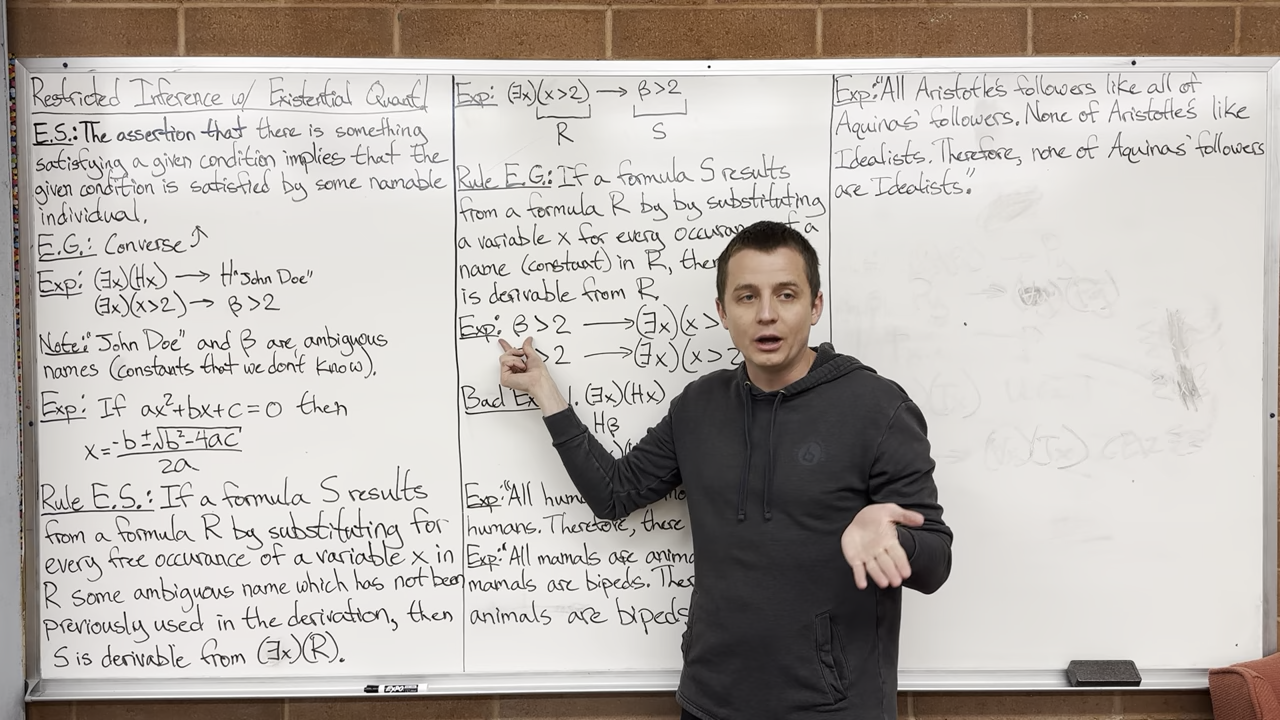 Restricted Inference w/ Existential Quant.
E.S.: The assertion that there is something
satisfying a given condition implies that the
given condition is satisfied by some namable
individual.
E.G.: Converse ↑
Exp: (∃x)(Hx) → H"John Doe"
(∃x)(x>2) → β>2
Note: "John Doe" and β are ambiguous
names (constants that we don't know).
Exp: If ax²+bx+c=0 then
x=-b±√b²-4ac
2a
Rule E.S.: If a formula S results
from a formula R by substituting for
every free occurance of a variable x in
R some ambiguous name which has not been
previously used in the derivation, then
S is derivable from (∃x)(R).
Exp: (∃x)(x>2) → β>2
R S
Rule E.G.: If a formula S results
from a formula R by by substituting
a variable x for every occurance of a
name (constant) in R,
is derivable from R.
Exp: β>2 → (∃x)(x>
>2 → (∃x)(x>2
Bad 1. (∃x)(Hx)
Hβ
Exp: "All
humans. Therefore, there
Exp: "All mamals are
mamals are bipeds.
animals are bipeds
Exp: "All Aristotle's followers like all of
Aquinas' followers. None of Aristotle's like
Idealists. Therefore, none of Aquinas' followers
are Idealists."
EXPO